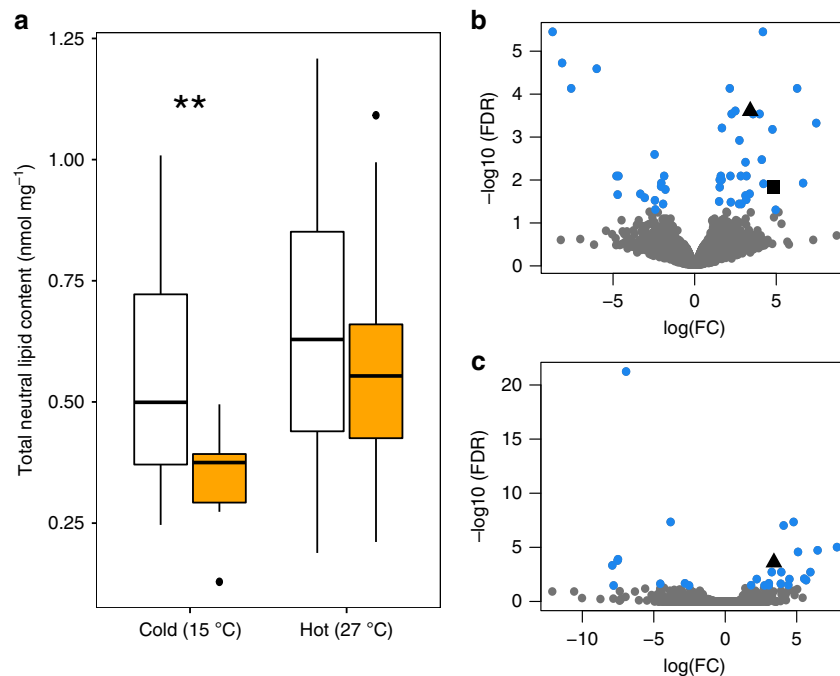 a
Total neutral lipid content (nmol mg⁻¹)
1.25
1.00
0.75
0.50
0.25
**
Cold (15 °C)
Hot (27 °C)
b
−log10 (FDR)
5
4
3
2
1
0
−5
0
5
log(FC)
c
−log10 (FDR)
20
15
10
5
0
−10
−5
0
5
log(FC)